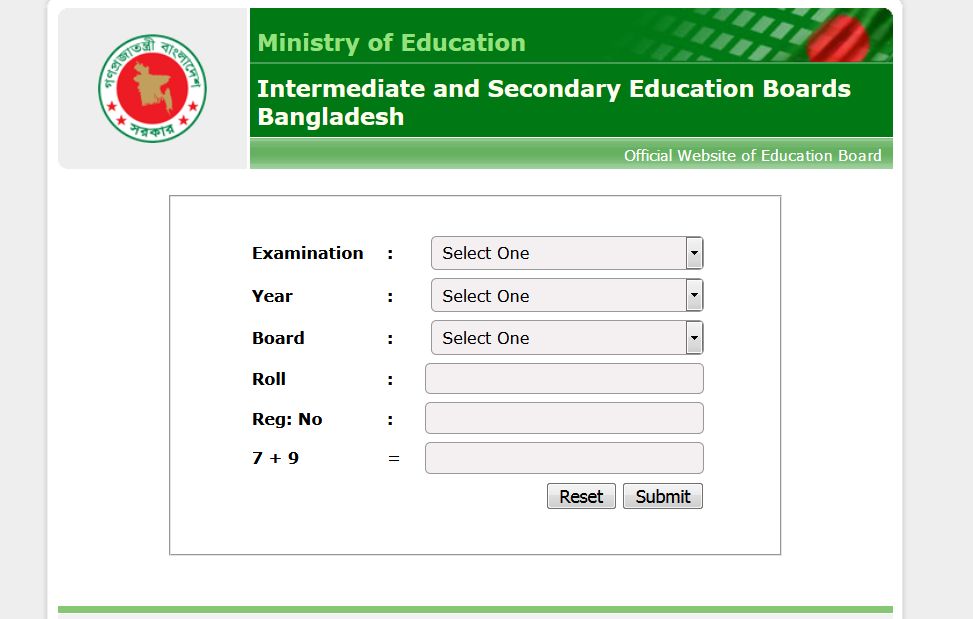 গণপ্রজাতন্ত্রী বাংলাদেশ
সরকার
Ministry of Education
Intermediate and Secondary Education Boards
Bangladesh
Official Website of Education Board
Examination : Select One
Year : Select One
Board : Select One
Roll :
Reg: No :
7 + 9 =
Reset Submit